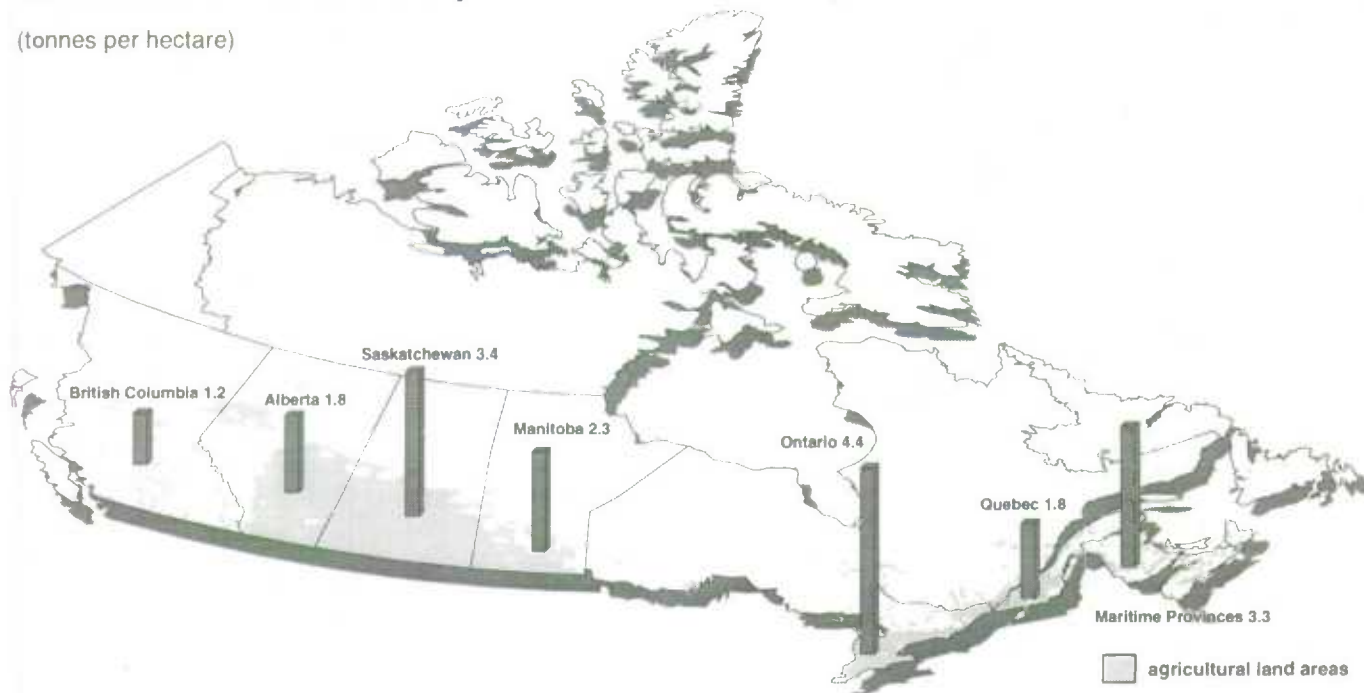 (tonnes per hectare)
Saskatchewan 3.4
British Columbia 1.2
Alberta 1.8
Manitoba 2.3
Ontario 4.4
Quebec 1.8
Maritime Provinces 3.3
agricultural land areas